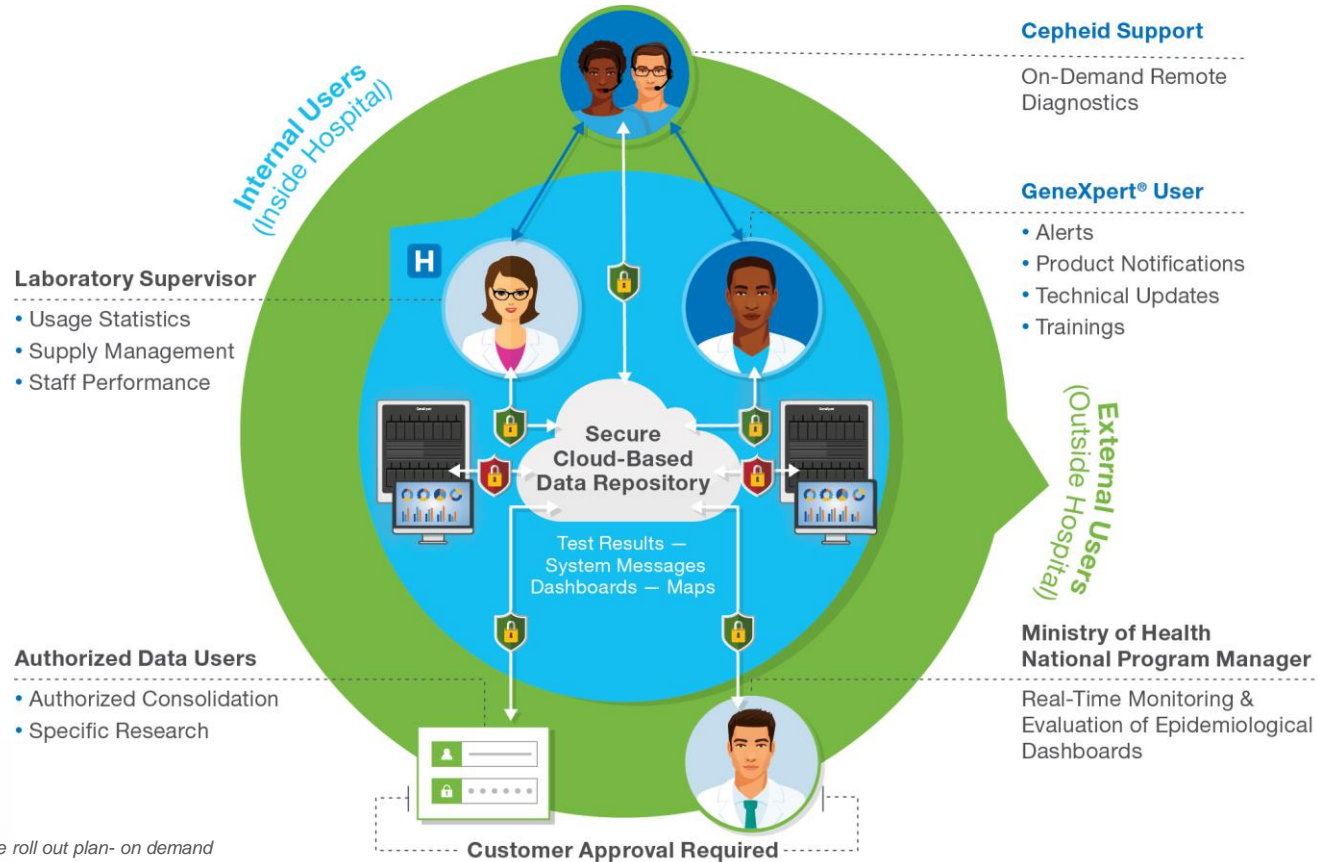 Cepheid Support
On-Demand Remote
Diagnostics
Internal Users
(Inside Hospital)
GeneXpert® User
• Alerts
• Product Notifications
• Technical Updates
• Trainings
H
Laboratory Supervisor
• Usage Statistics
• Supply Management
• Staff Performance
Secure
Cloud-Based
Data Repository
Test Results —
System Messages
Dashboards — Maps
External Users
(Outside Hospital)
Authorized Data Users
• Authorized Consolidation
• Specific Research
Ministry of Health
National Program Manager
Real-Time Monitoring &
Evaluation of Epidemiological
Dashboards
Customer Approval Required
roll out plan- on demand